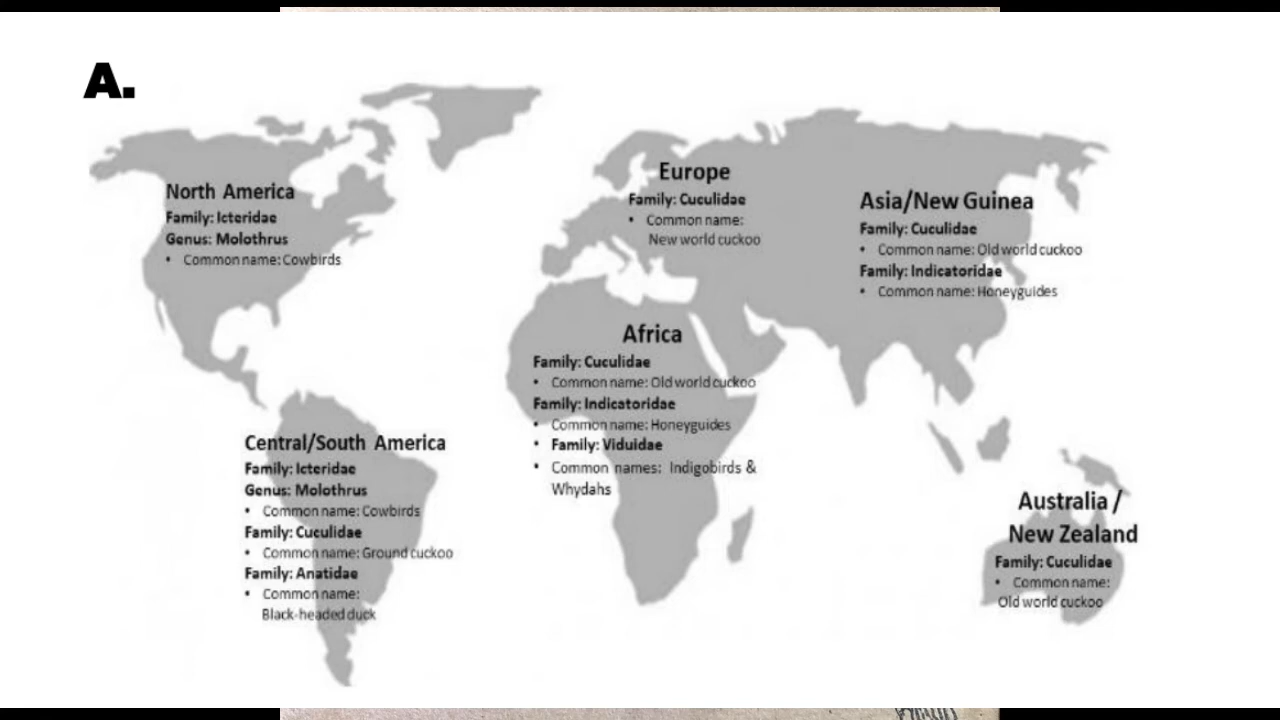 A.
North America
Family: Icteridae
Genus: Molothrus
• Common name: Cowbirds
Central/South America
Family: Icteridae
Genus: Molothrus
• Common name: Cowbirds
Family: Cuculidae
• Common name: Ground cuckoo
Family: Anatidae
• Common name:
Black-headed duck
Europe
Family: Cuculidae
• Common name:
New world cuckoo
Africa
Family: Cuculidae
• Common name: Old world cuckoo
Family: Indicatoridae
• Common name: Honeyguides
• Family: Viduidae
• Common names: Indigobirds &
Whydahs
Asia/New Guinea
Family: Cuculidae
• Common name: Old world cuckoo
Family: Indicatoridae
• Common name: Honeyguides
Australia /
New Zealand
Family: Cuculidae
• Common name:
Old world cuckoo